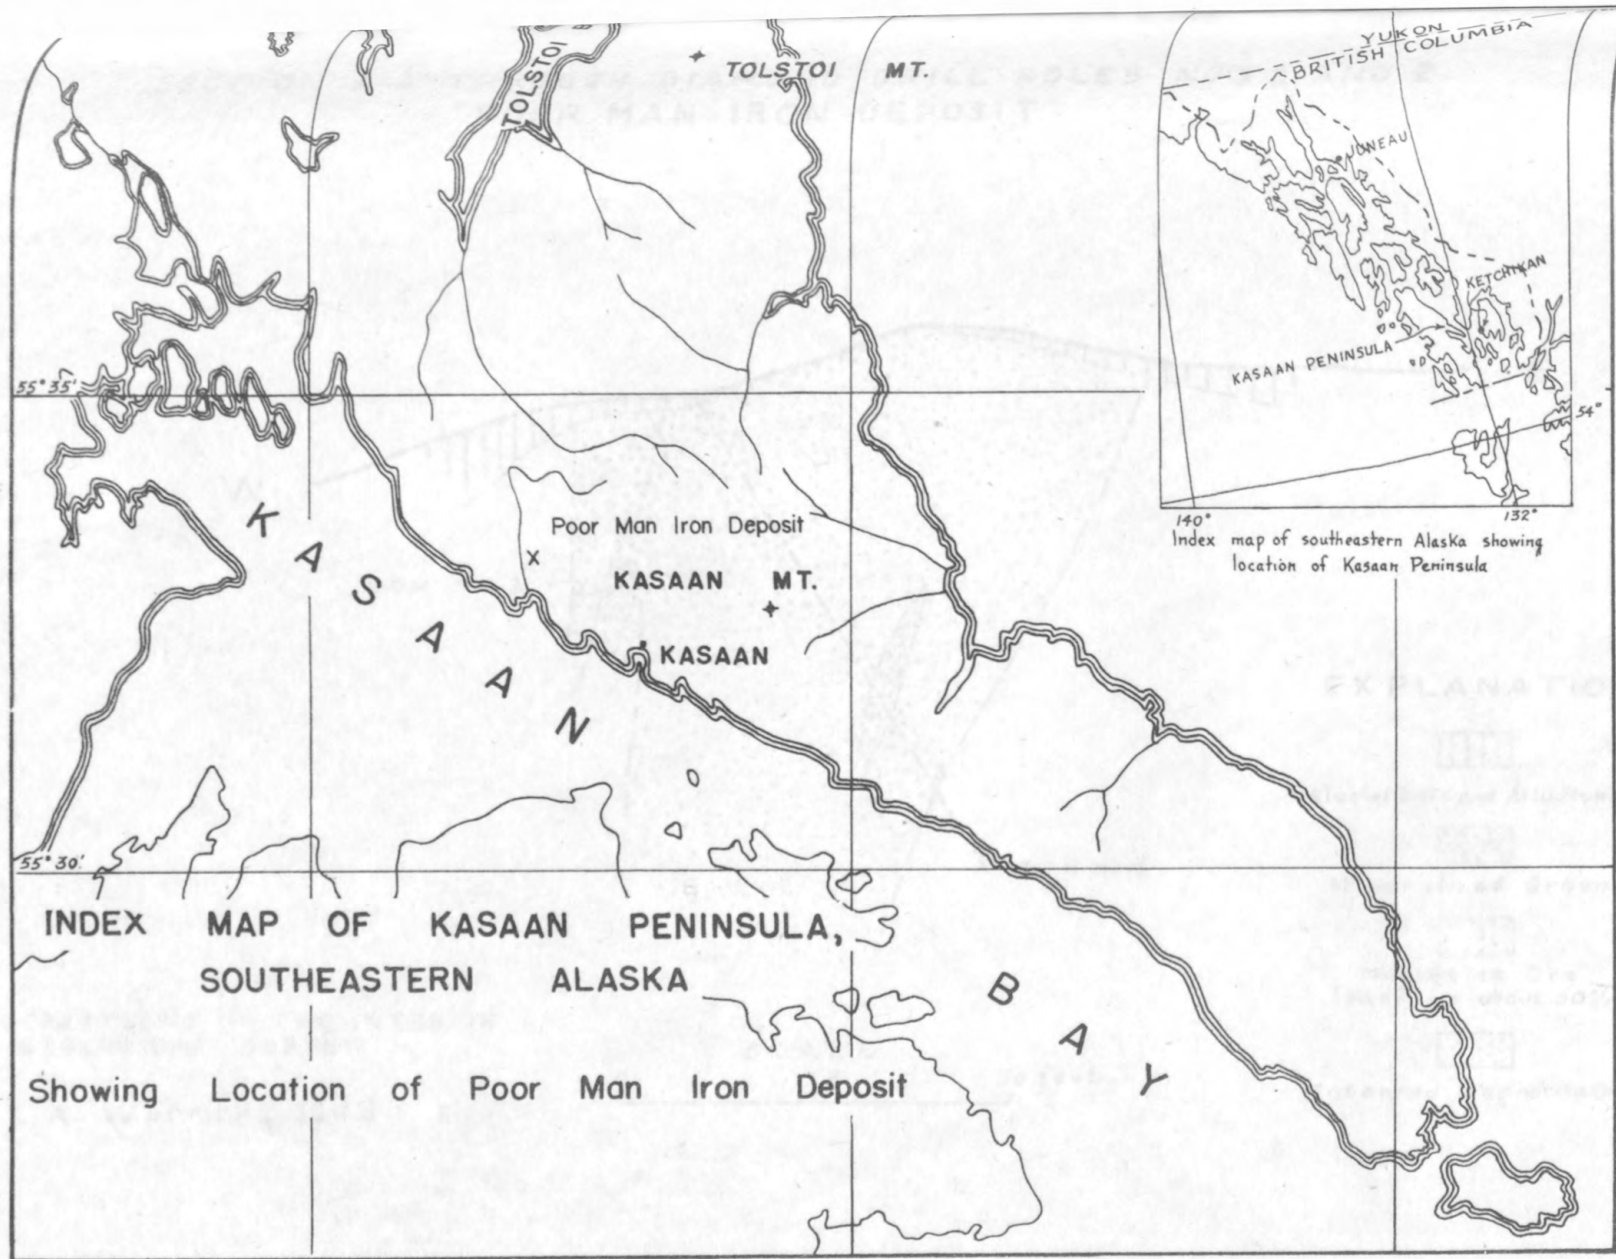 TOLSTOI
TOLSTOI MT.
YUKON
BRITISH COLUMBIA
JUNEAU
KETCHIKAN
KASAAN PENINSULA
54°
140°
132°
Index map of southeastern Alaska showing
location of Kasaan Peninsula
55° 35'
Poor Man Iron Deposit
X
KASAAN MT.
KASAAN
KASAAN
BAY
55° 30'
INDEX MAP OF KASAAN PENINSULA,
SOUTHEASTERN ALASKA
Showing Location of Poor Man Iron Deposit